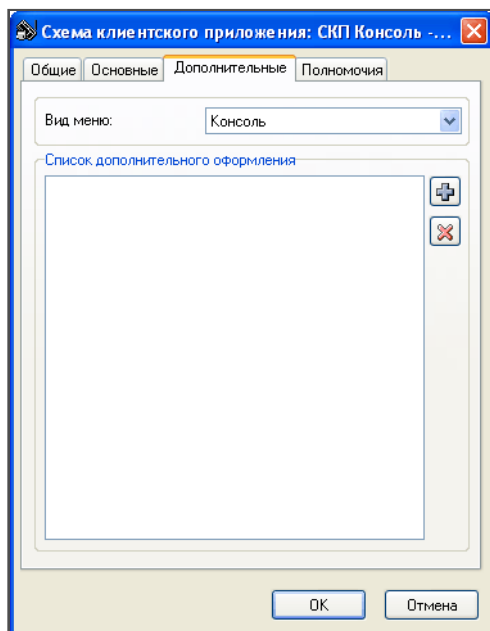 Схема клиентского приложения: СКП Консоль -...
Общие Основные Дополнительные Полномочия
Вид меню: Консоль
Список дополнительного оформления
OK Отмена